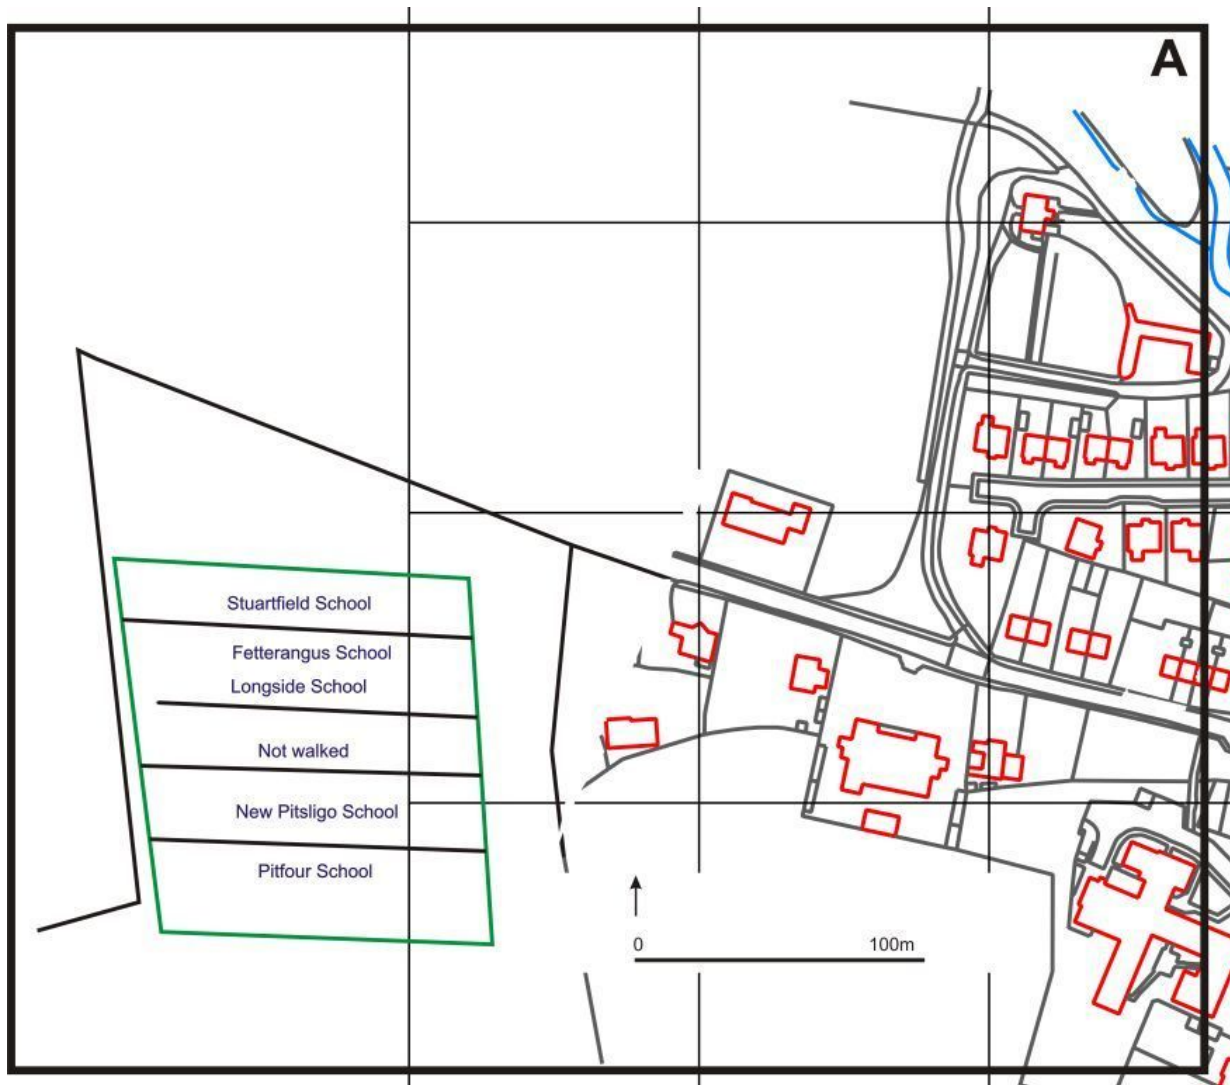 A
Stuartfield School
Fetterangus School
Longside School
Not walked
New Pitsligo School
Pitfour School
0 100m